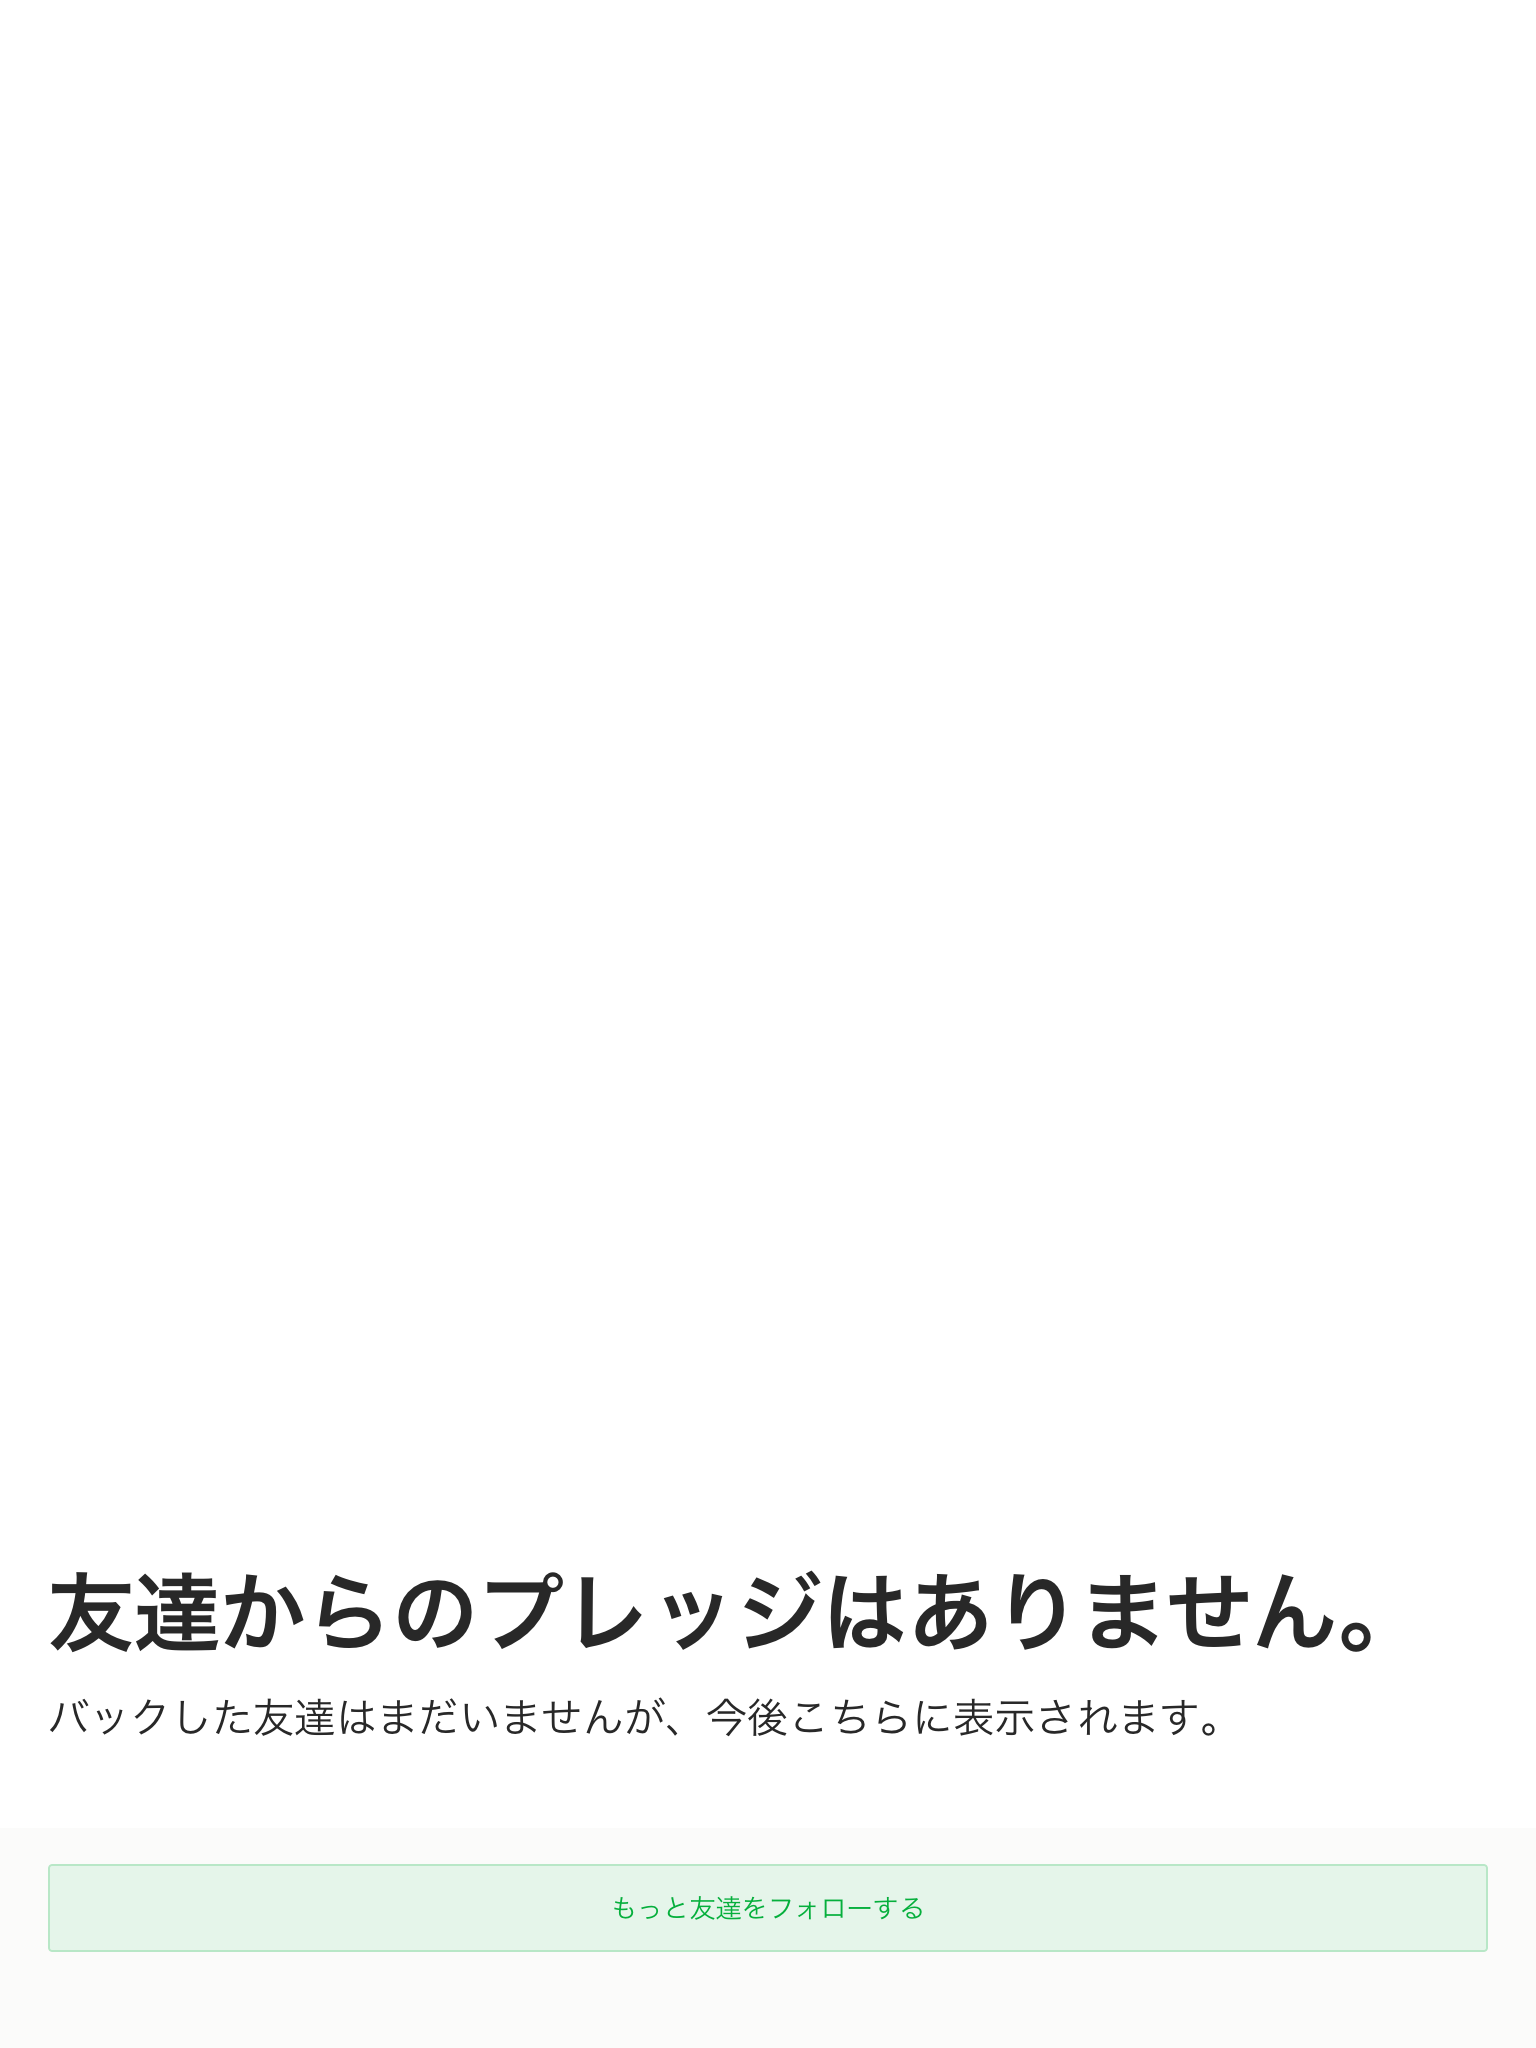 友達からのプレッジはありません。
バックした友達はまだいませんが、今後こちらに表示されます。
もっと友達をフォローする